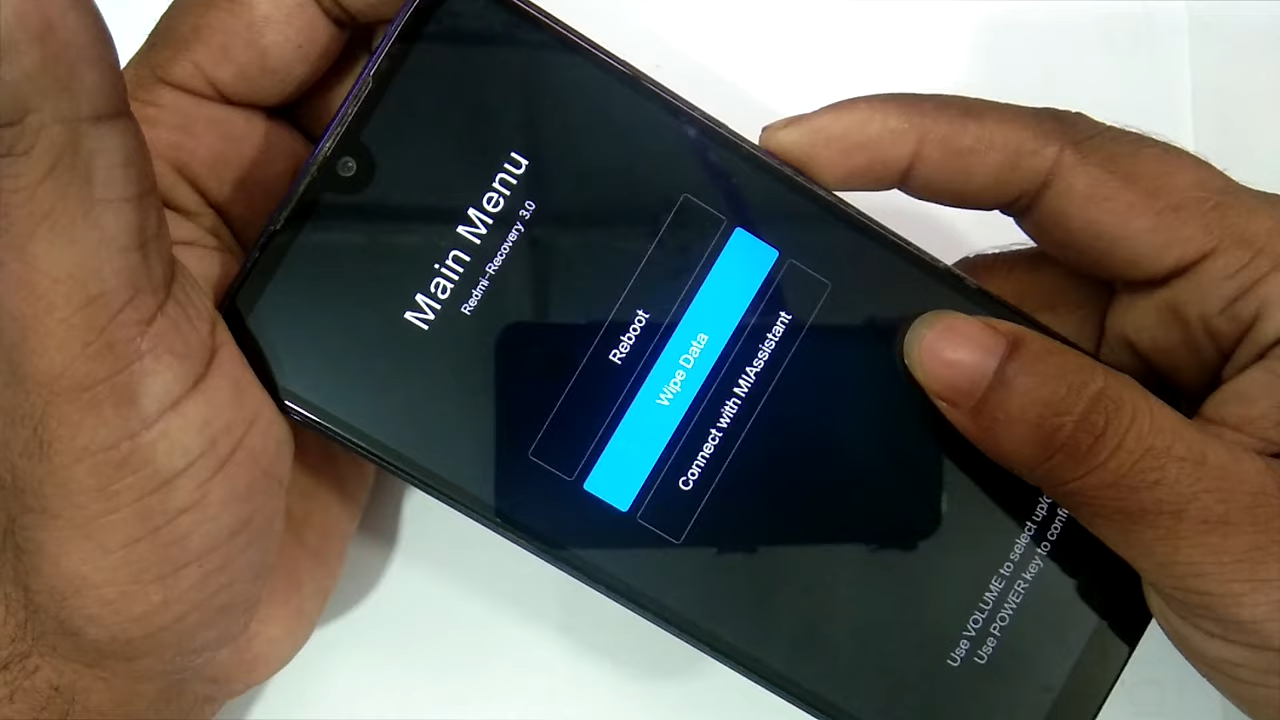 Main Menu
Redmi-Recovery 3.0
Reboot
Wipe Data
Connect with MIAssistant
Use VOLUME to select
Use POWER key to